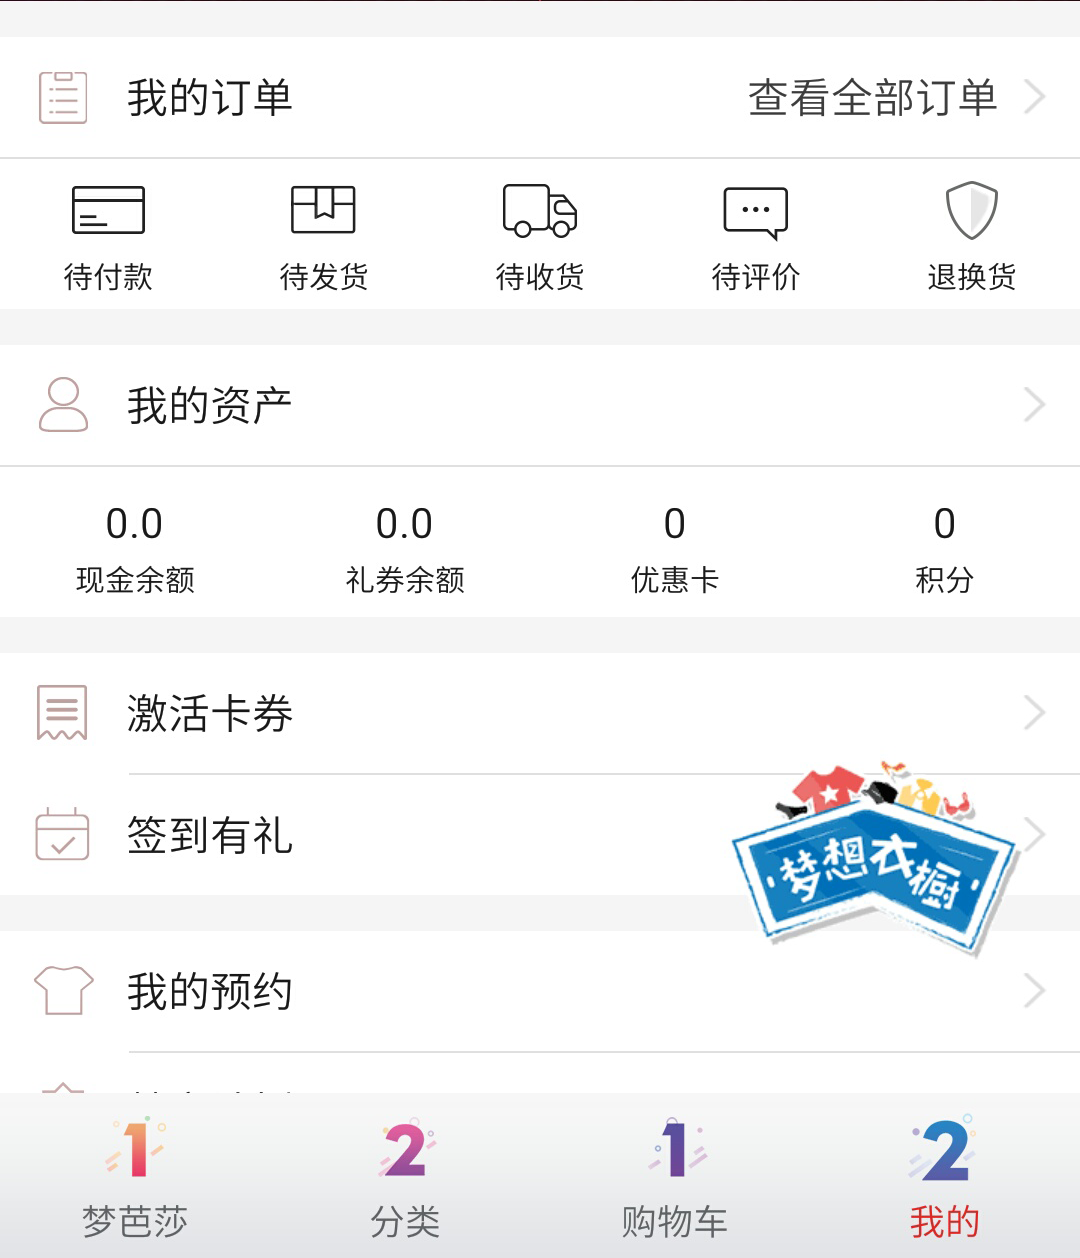 我的订单 查看全部订单
待付款 待发货 待收货 待评价 退换货
我的资产
0.0 0.0 0 0
现金余额 礼券余额 优惠卡 积分
激活卡券
签到有礼
梦想衣橱
我的预约
1 2 1 2
梦芭莎 分类 购物车 我的